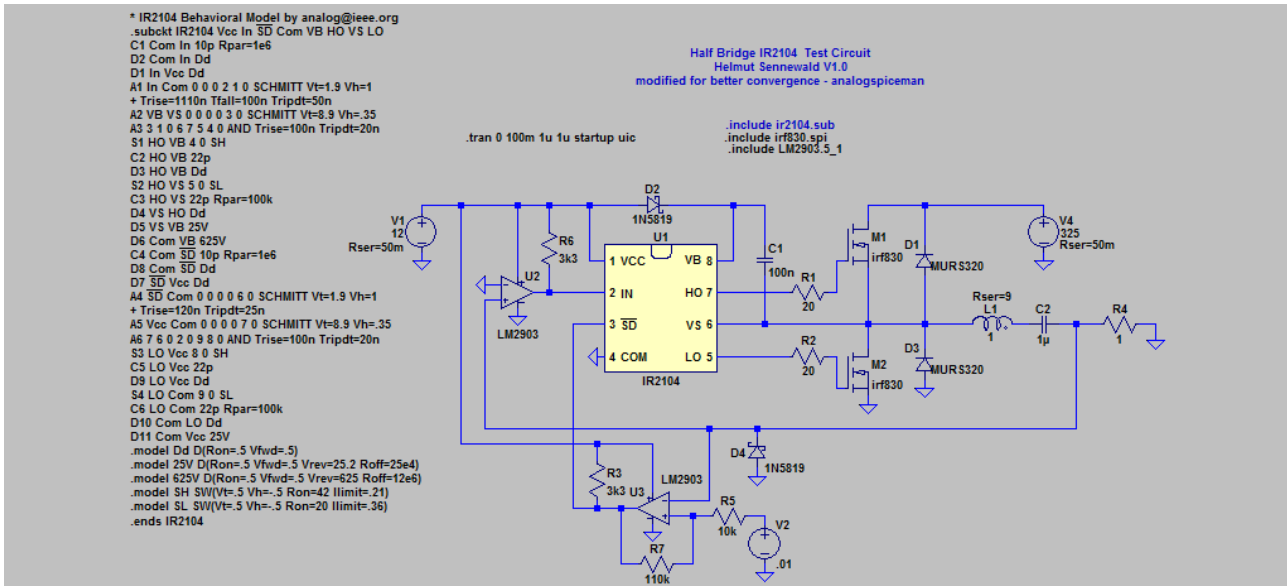 * IR2104 Behavioral Model by analog@ieee.org
.subckt IR2104 Vcc In SD Com VB HO VS LO
C1 Com In 10p Rpar=1e6
D2 Com In Dd
D1 In Vcc Dd
A1 In Com 0 0 0 2 1 0 SCHMITT Vt=1.9 Vh=1
+ Trise=1110n Tfall=100n Tripdt=50n
A2 VB VS 0 0 0 0 3 0 SCHMITT Vt=8.9 Vh=.35
A3 3 1 0 6 7 5 4 0 AND Trise=100n Tripdt=20n
S1 HO VB 4 0 SH
C2 HO VB 22p
D3 HO VB Dd
S2 HO VS 5 0 SL
C3 HO VS 22p Rpar=100k
D4 VS HO Dd
D5 VS VB 25V
D6 Com VB 625V
C4 Com SD 10p Rpar=1e6
D8 Com SD Dd
D7 SD Vcc Dd
A4 SD Com 0 0 0 0 6 0 SCHMITT Vt=1.9 Vh=1
+ Trise=120n Tripdt=25n
A5 Vcc Com 0 0 0 0 7 0 SCHMITT Vt=8.9 Vh=.35
A6 7 6 0 2 0 9 8 0 AND Trise=100n Tripdt=20n
S3 LO Vcc 8 0 SH
C5 LO Vcc 22p
D9 LO Vcc Dd
S4 LO Com 9 0 SL
C6 LO Com 22p Rpar=100k
D10 Com LO Dd
D11 Com Vcc 25V
.model Dd D(Ron=.5 Vfwd=.5)
.model 25V D(Ron=.5 Vfwd=.5 Vrev=25.2 Roff=25e4)
.model 625V D(Ron=.5 Vfwd=.5 Vrev=625 Roff=12e6)
.model SH SW(Vt=.5 Vh=-.5 Ron=42 Ilimit=.21)
.model SL SW(Vt=.5 Vh=-.5 Ron=20 Ilimit=.36)
.ends IR2104
Half Bridge IR2104 Test Circuit
Helmut Sennewald V1.0
modified for better convergence - analogspiceman
.tran 0 100m 1u 1u startup uic
.include ir2104.sub
.include irf830.spi
.include LM2903.5_1
V1
12
Rser=50m
R6
3k3
U2
LM2903
D2
1N5819
U1
1 VCC
VB 8
2 IN
HO 7
3 SD
VS 6
4 COM
LO 5
IR2104
C1
100n
R1
20
R2
20
M1
irf830
M2
irf830
D1
MURS320
D3
MURS320
V4
325
Rser=50m
Rser=9
L1
1
C2
1µ
R4
1
R3
3k3
U3
LM2903
D4
1N5819
R5
10k
V2
.01
R7
110k